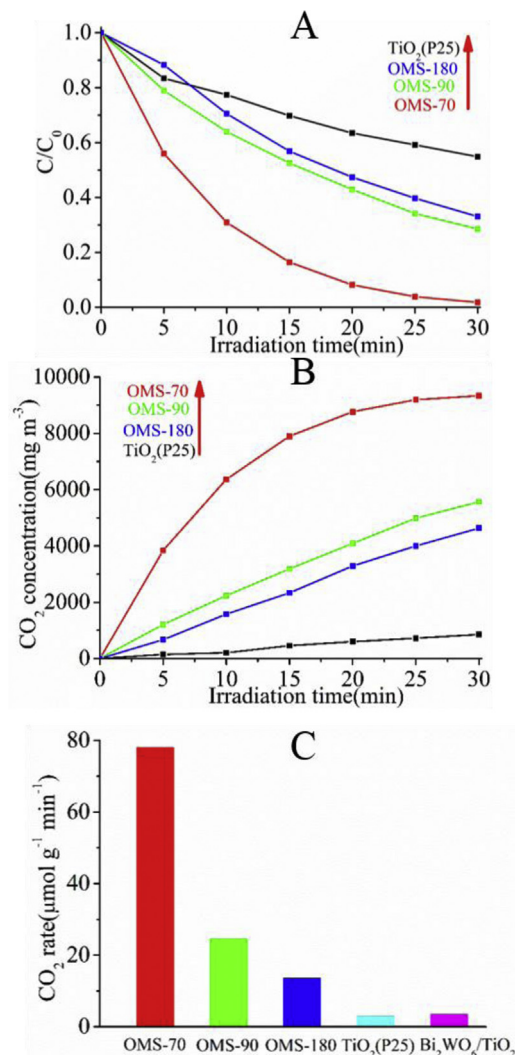 A
TiO₂(P25)
OMS-180
OMS-90
OMS-70
1.0
0.8
0.6
0.4
0.2
0.0
C/C₀
0 5 10 15 20 25 30
Irradiation time(min)
B
OMS-70
OMS-90
OMS-180
TiO₂(P25)
10000
8000
6000
4000
2000
0
CO₂ concentration(mg m⁻³)
0 5 10 15 20 25 30
Irradiation time(min)
C
80
60
40
20
0
CO₂ rate(μmol g⁻¹ min⁻¹)
OMS-70 OMS-90 OMS-180 TiO₂(P25) Bi₂WO₆/TiO₂